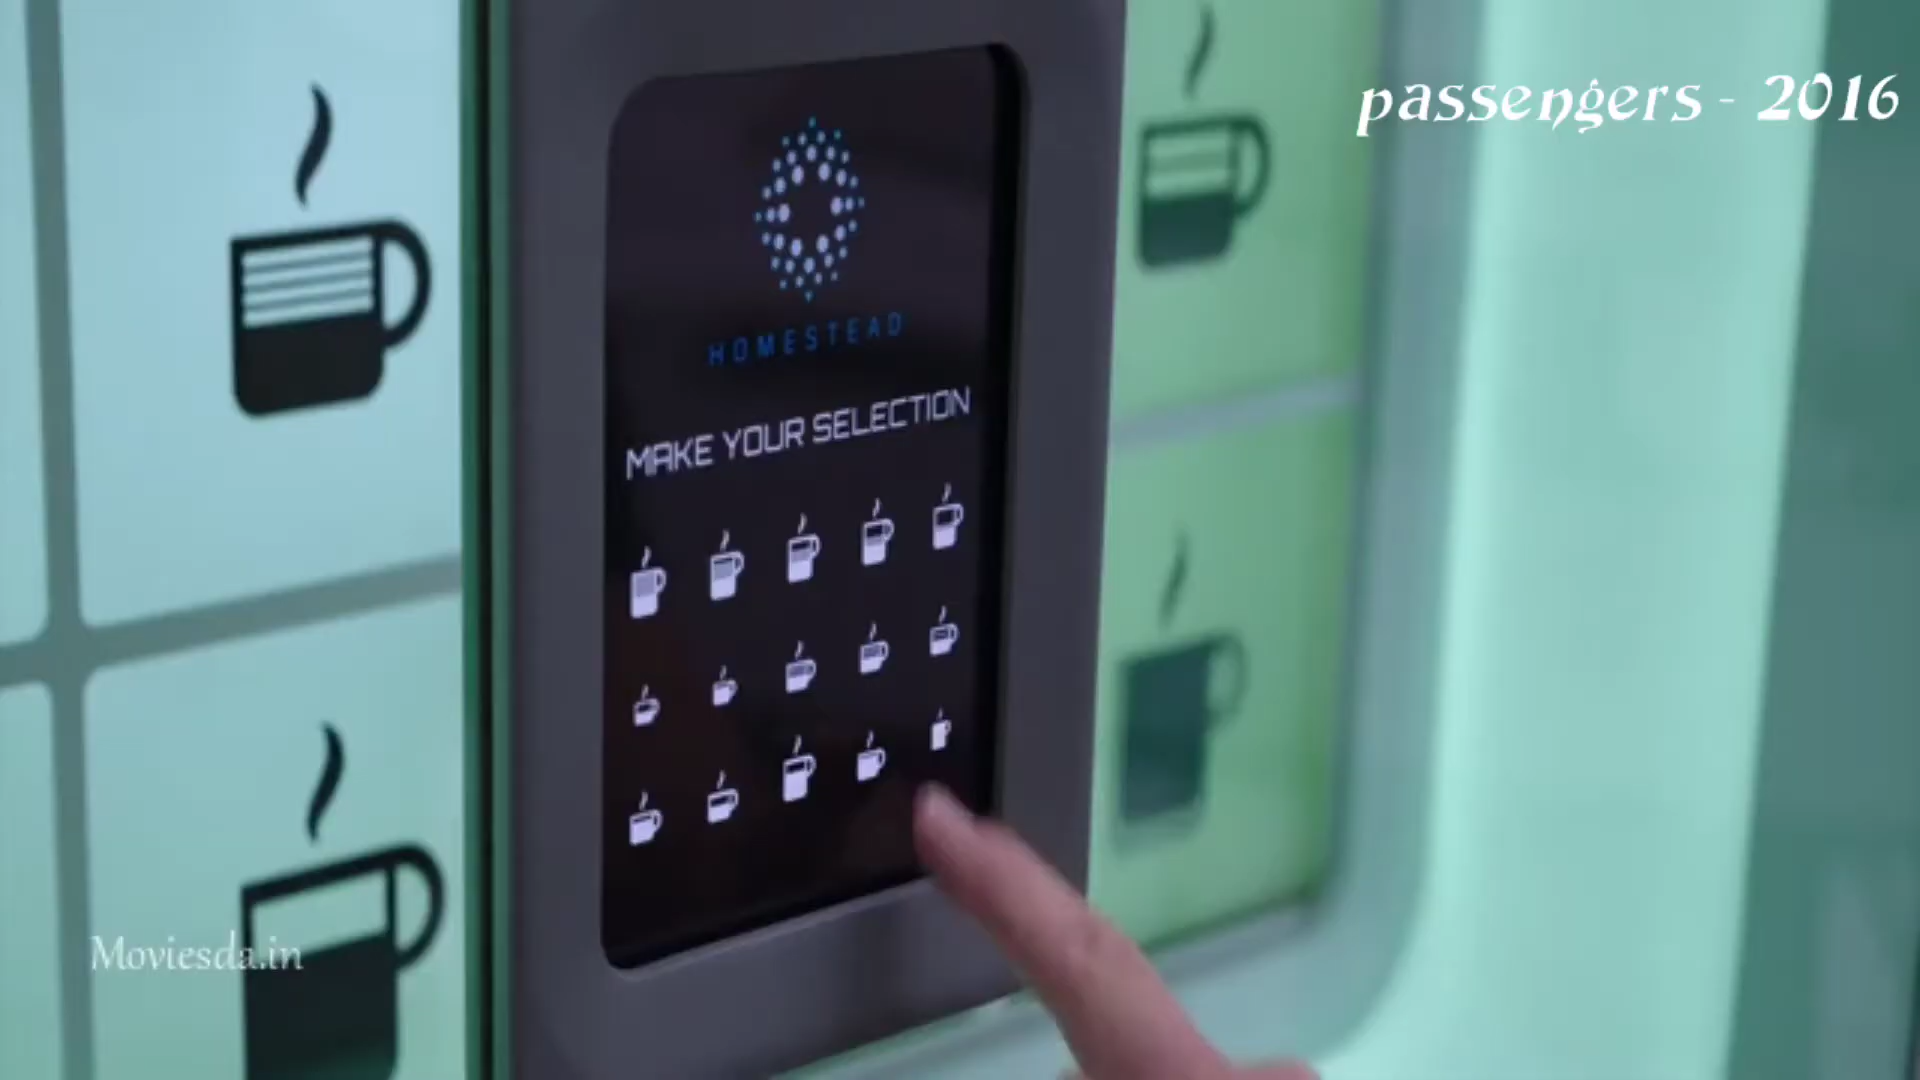 passengers - 2016
HOMESTEAD
MAKE YOUR SELECTION
Moviesda.in